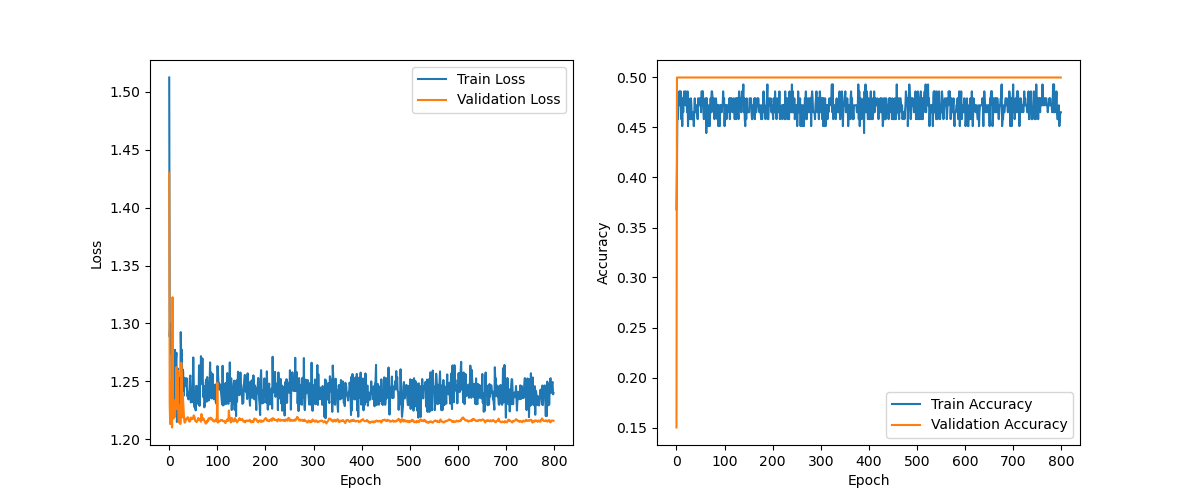 1.50
1.45
1.40
1.35
1.30
1.25
1.20
Loss
0 100 200 300 400 500 600 700 800
Epoch
Train Loss
Validation Loss
0.50
0.45
0.40
0.35
0.30
0.25
0.20
0.15
Accuracy
0 100 200 300 400 500 600 700 800
Epoch
Train Accuracy
Validation Accuracy